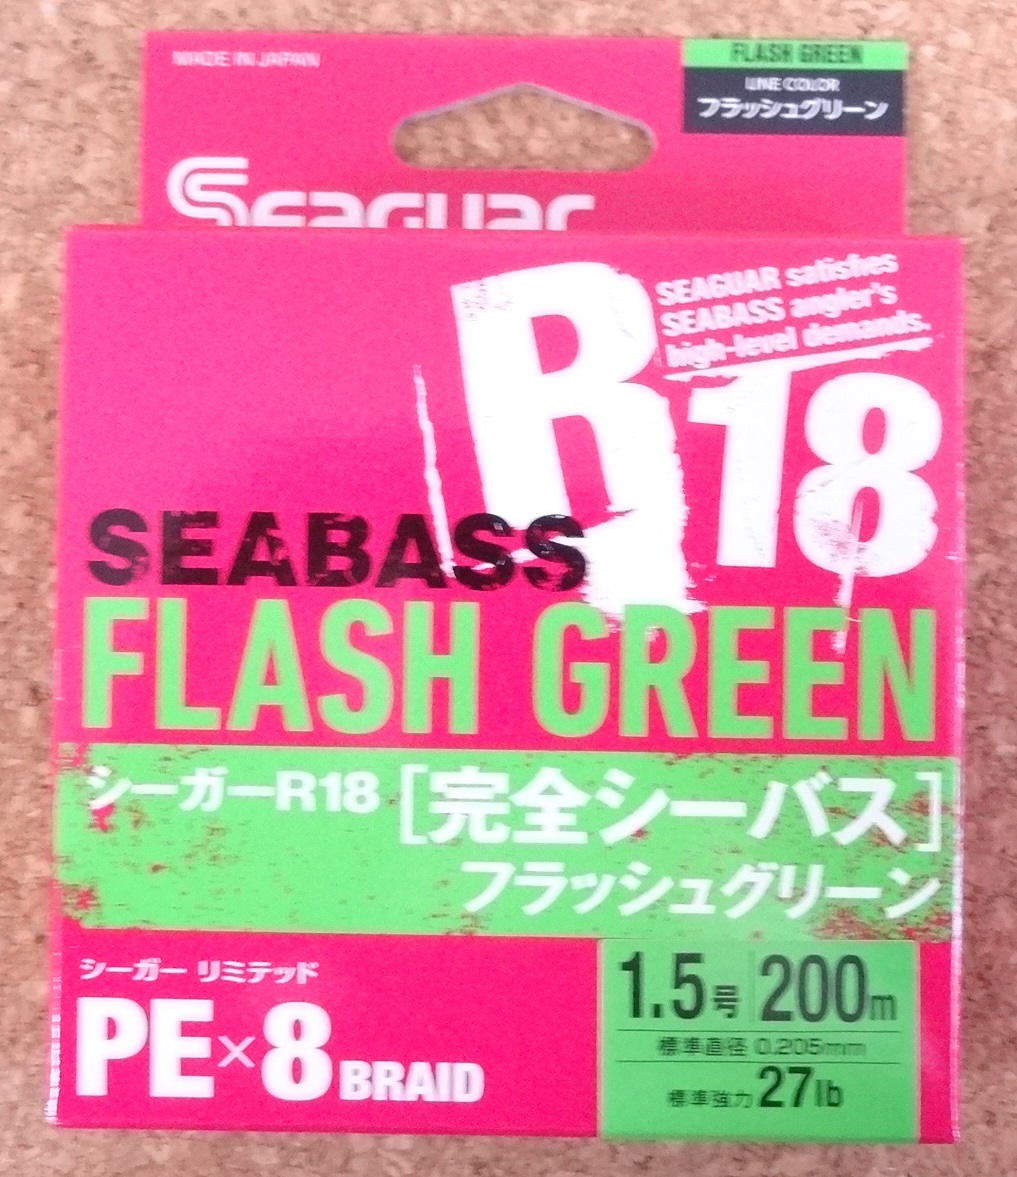 MADE IN JAPAN
FLASH GREEN
LINE COLOR
フラッシュグリーン
Seaguar
R18
SEAGUAR satisfies
SEABASS angler's
high-level demands.
SEABASS
FLASH GREEN
シーガーR18 [完全シーバス]
フラッシュグリーン
シーガー リミテッド
PE×8 BRAID
1.5号 200m
標準直径 0.205mm
標準強力 27lb